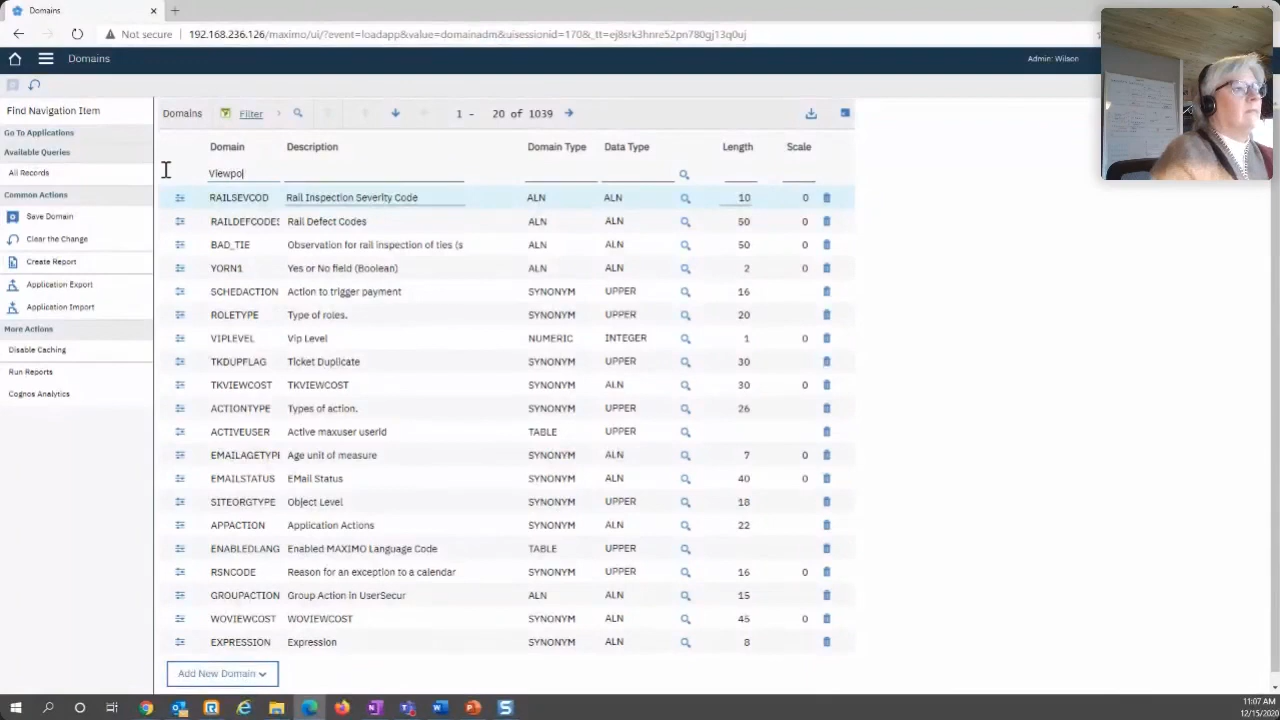 Domains
Not secure 192.168.236.126/maximo/ui/?event=loadapp&value=domainadm&uisessionid=170&_tt=ej8srk3hnre52pn780gj13q0uj
Domains Admin: Wilson
Find Navigation Item
Go To Applications
Available Queries
All Records
Common Actions
Save Domain
Clear the Change
Create Report
Application Export
Application Import
More Actions
Disable Caching
Run Reports
Cognos Analytics
Domains Filter 1 - 20 of 1039
Domain Description Domain Type Data Type Length Scale
Viewpo
RAILSEVCOD Rail Inspection Severity Code ALN ALN 10 0
RAILDEFCODES Rail Defect Codes ALN ALN 50 0
BAD_TIE Observation for rail inspection of ties (s ALN ALN 50 0
YORN1 Yes or No field (Boolean) ALN ALN 2 0
SCHEDACTION Action to trigger payment SYNONYM UPPER 16
ROLETYPE Type of roles. SYNONYM UPPER 20
VIPLEVEL Vip Level NUMERIC INTEGER 1 0
TKDUPFLAG Ticket Duplicate SYNONYM UPPER 30
TKVIEWCOST TKVIEWCOST SYNONYM ALN 30 0
ACTIONTYPE Types of action. SYNONYM UPPER 26
ACTIVEUSER Active maxuser userid TABLE UPPER
EMAILAGETYPE Age unit of measure SYNONYM ALN 7 0
EMAILSTATUS EMail Status SYNONYM ALN 40 0
SITEORGTYPE Object Level SYNONYM UPPER 18
APPACTION Application Actions SYNONYM ALN 22
ENABLEDLANG Enabled MAXIMO Language Code TABLE UPPER
RSNCODE Reason for an exception to a calendar SYNONYM UPPER 16 0
GROUPACTION Group Action in UserSecur ALN ALN 15
WOVIEWCOST WOVIEWCOST SYNONYM ALN 45 0
EXPRESSION Expression SYNONYM ALN 8
Add New Domain
11:07 AM
12/15/2020